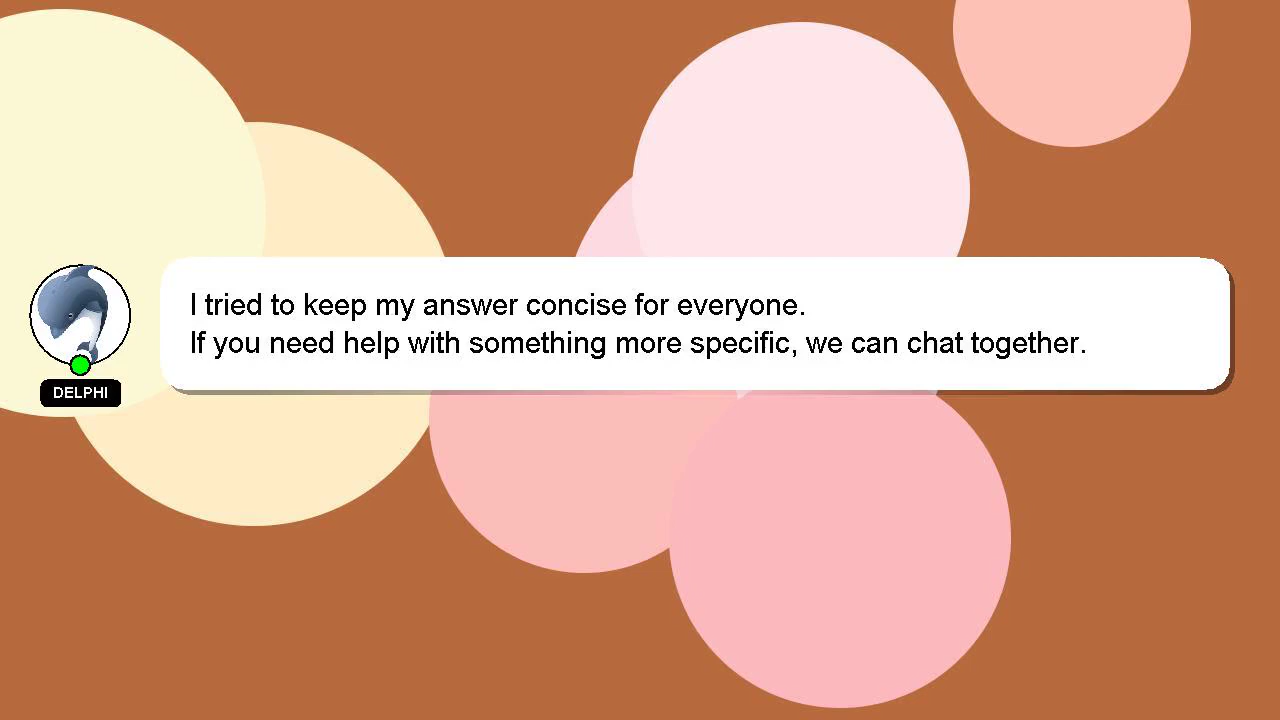 I tried to keep my answer concise for everyone.
If you need help with something more specific, we can chat together.
DELPHI